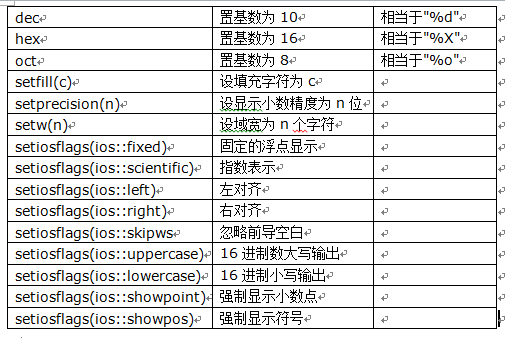 dec 置基数为 10 相当于"%d"
hex 置基数为 16 相当于"%X"
oct 置基数为 8 相当于"%o"
setfill(c) 设填充字符为 c
setprecision(n) 设显示小数精度为 n 位
setw(n) 设域宽为 n 个字符
setiosflags(ios::fixed) 固定的浮点显示
setiosflags(ios::scientific) 指数表示
setiosflags(ios::left) 左对齐
setiosflags(ios::right) 右对齐
setiosflags(ios::skipws 忽略前导空白
setiosflags(ios::uppercase) 16 进制数大写输出
setiosflags(ios::lowercase) 16 进制小写输出
setiosflags(ios::showpoint) 强制显示小数点
setiosflags(ios::showpos) 强制显示符号